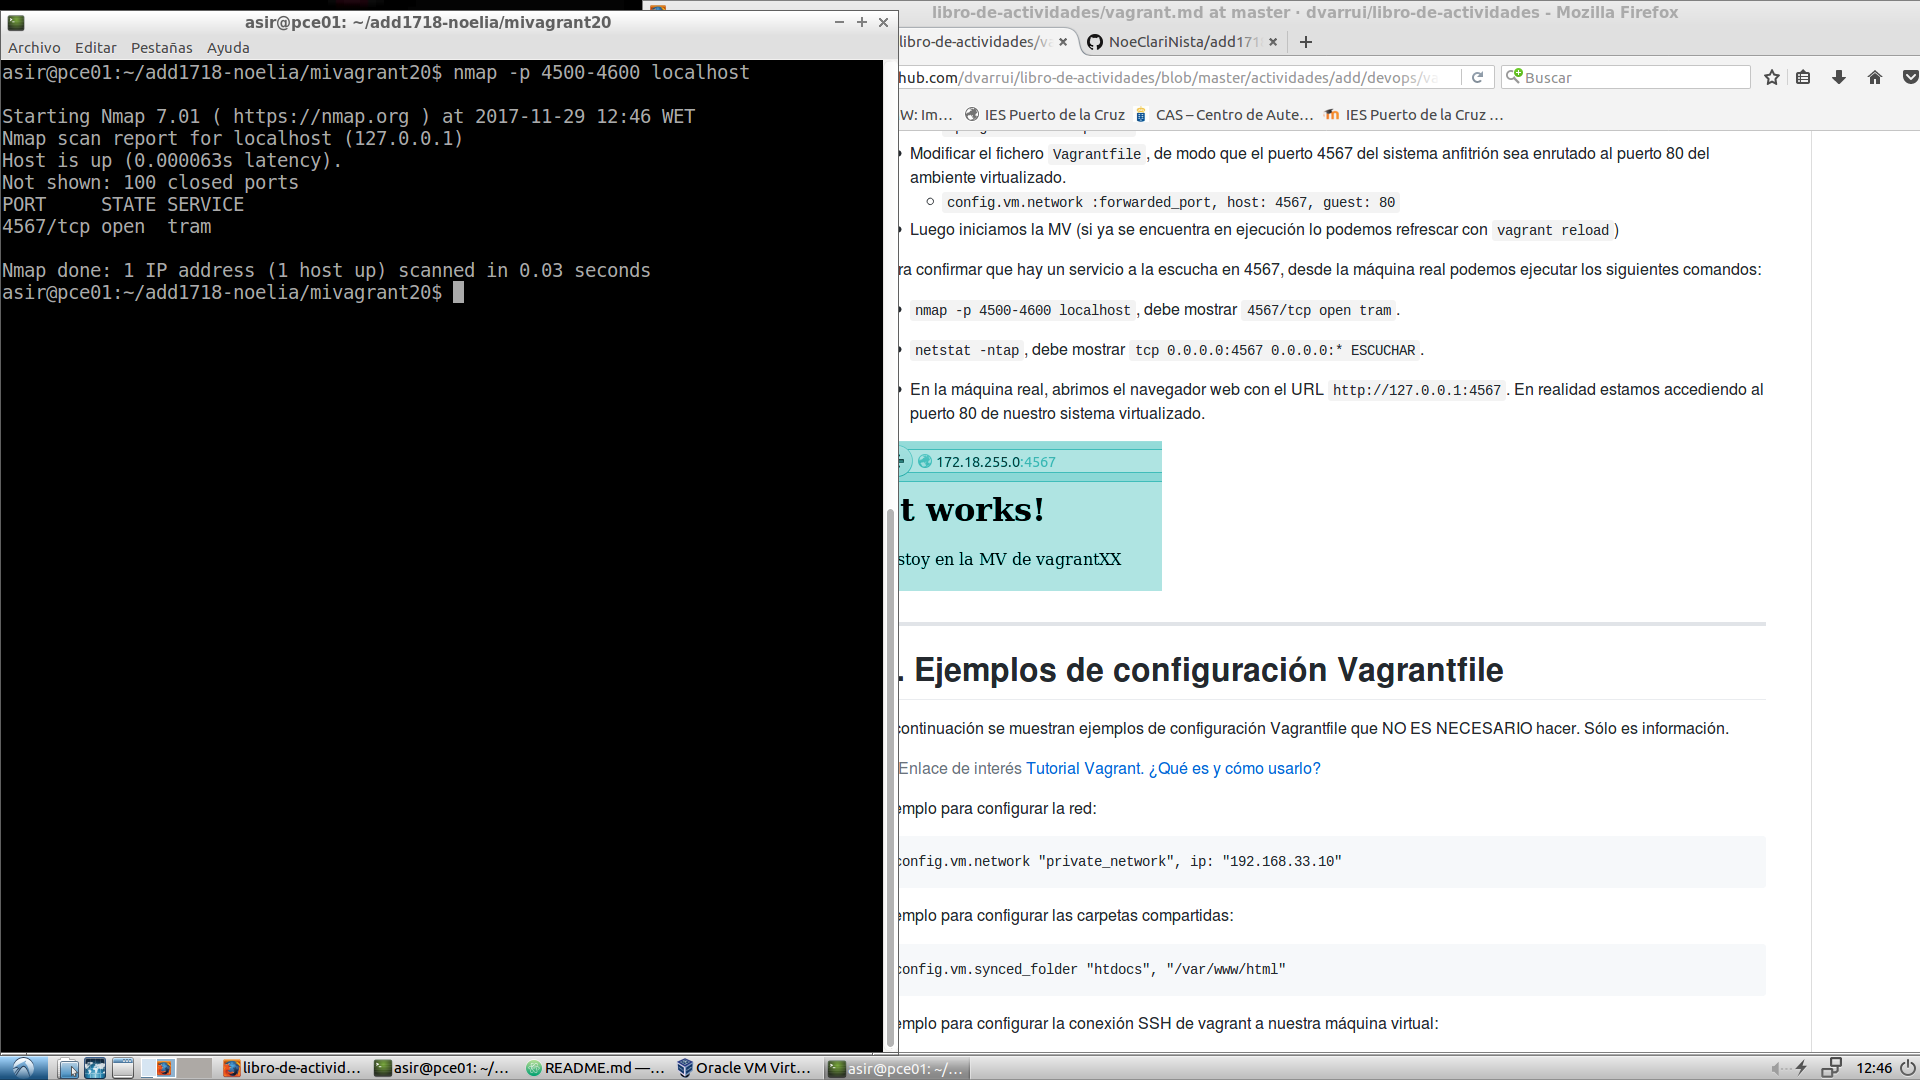 asir@pce01: ~/add1718-noelia/mivagrant20
Archivo Editar Pestañas Ayuda
asir@pce01:~/add1718-noelia/mivagrant20$ nmap -p 4500-4600 localhost
Starting Nmap 7.01 ( https://nmap.org ) at 2017-11-29 12:46 WET
Nmap scan report for localhost (127.0.0.1)
Host is up (0.000063s latency).
Not shown: 100 closed ports
PORT STATE SERVICE
4567/tcp open tram
Nmap done: 1 IP address (1 host up) scanned in 0.03 seconds
asir@pce01:~/add1718-noelia/mivagrant20$
libro-de-actividades/vagrant.md at master · dvarrui/libro-de-actividades - Mozilla Firefox
libro-de-actividades/va × NoeClariNista/add171 × +
hub.com/dvarrui/libro-de-actividades/blob/master/actividades/add/devops/va Buscar
W: Im… IES Puerto de la Cruz CAS – Centro de Aute… IES Puerto de la Cruz …
Modificar el fichero Vagrantfile, de modo que el puerto 4567 del sistema anfitrión sea enrutado al puerto 80 del
ambiente virtualizado.
config.vm.network :forwarded_port, host: 4567, guest: 80
Luego iniciamos la MV (si ya se encuentra en ejecución lo podemos refrescar con vagrant reload )
ra confirmar que hay un servicio a la escucha en 4567, desde la máquina real podemos ejecutar los siguientes comandos:
nmap -p 4500-4600 localhost, debe mostrar 4567/tcp open tram.
netstat -ntap, debe mostrar tcp 0.0.0.0:4567 0.0.0.0:* ESCUCHAR.
En la máquina real, abrimos el navegador web con el URL http://127.0.0.1:4567. En realidad estamos accediendo al
puerto 80 de nuestro sistema virtualizado.
172.18.255.0:4567
t works!
stoy en la MV de vagrantXX
. Ejemplos de configuración Vagrantfile
continuación se muestran ejemplos de configuración Vagrantfile que NO ES NECESARIO hacer. Sólo es información.
Enlace de interés Tutorial Vagrant. ¿Qué es y cómo usarlo?
emplo para configurar la red:
config.vm.network "private_network", ip: "192.168.33.10"
emplo para configurar las carpetas compartidas:
config.vm.synced_folder "htdocs", "/var/www/html"
emplo para configurar la conexión SSH de vagrant a nuestra máquina virtual:
libro-de-activid… asir@pce01: ~/… README.md —… Oracle VM Virt… asir@pce01: ~/… 12:46